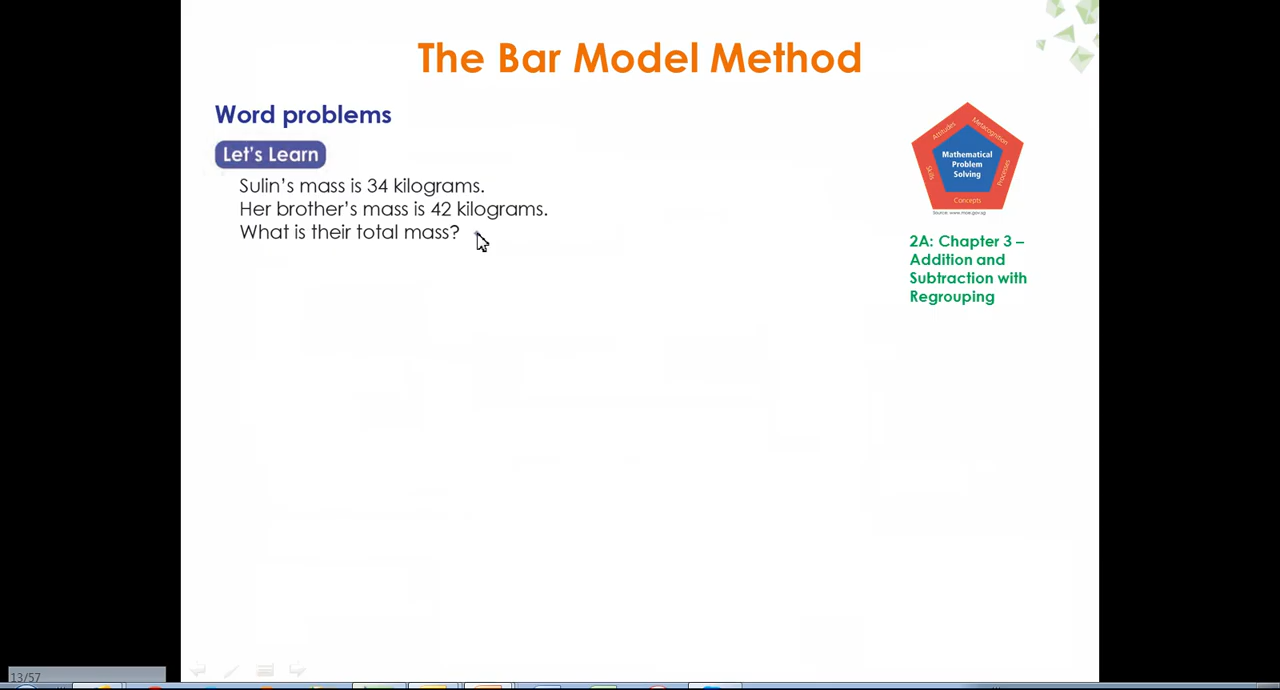 The Bar Model Method
Word problems
Let's Learn
Sulin's mass is 34 kilograms.
Her brother's mass is 42 kilograms.
What is their total mass?
Attitudes
Metacognition
Mathematical
Problem
Solving
Skills
Processes
Concepts
Source: www.moe.gov.sg
2A: Chapter 3 –
Addition and
Subtraction with
Regrouping
13/57